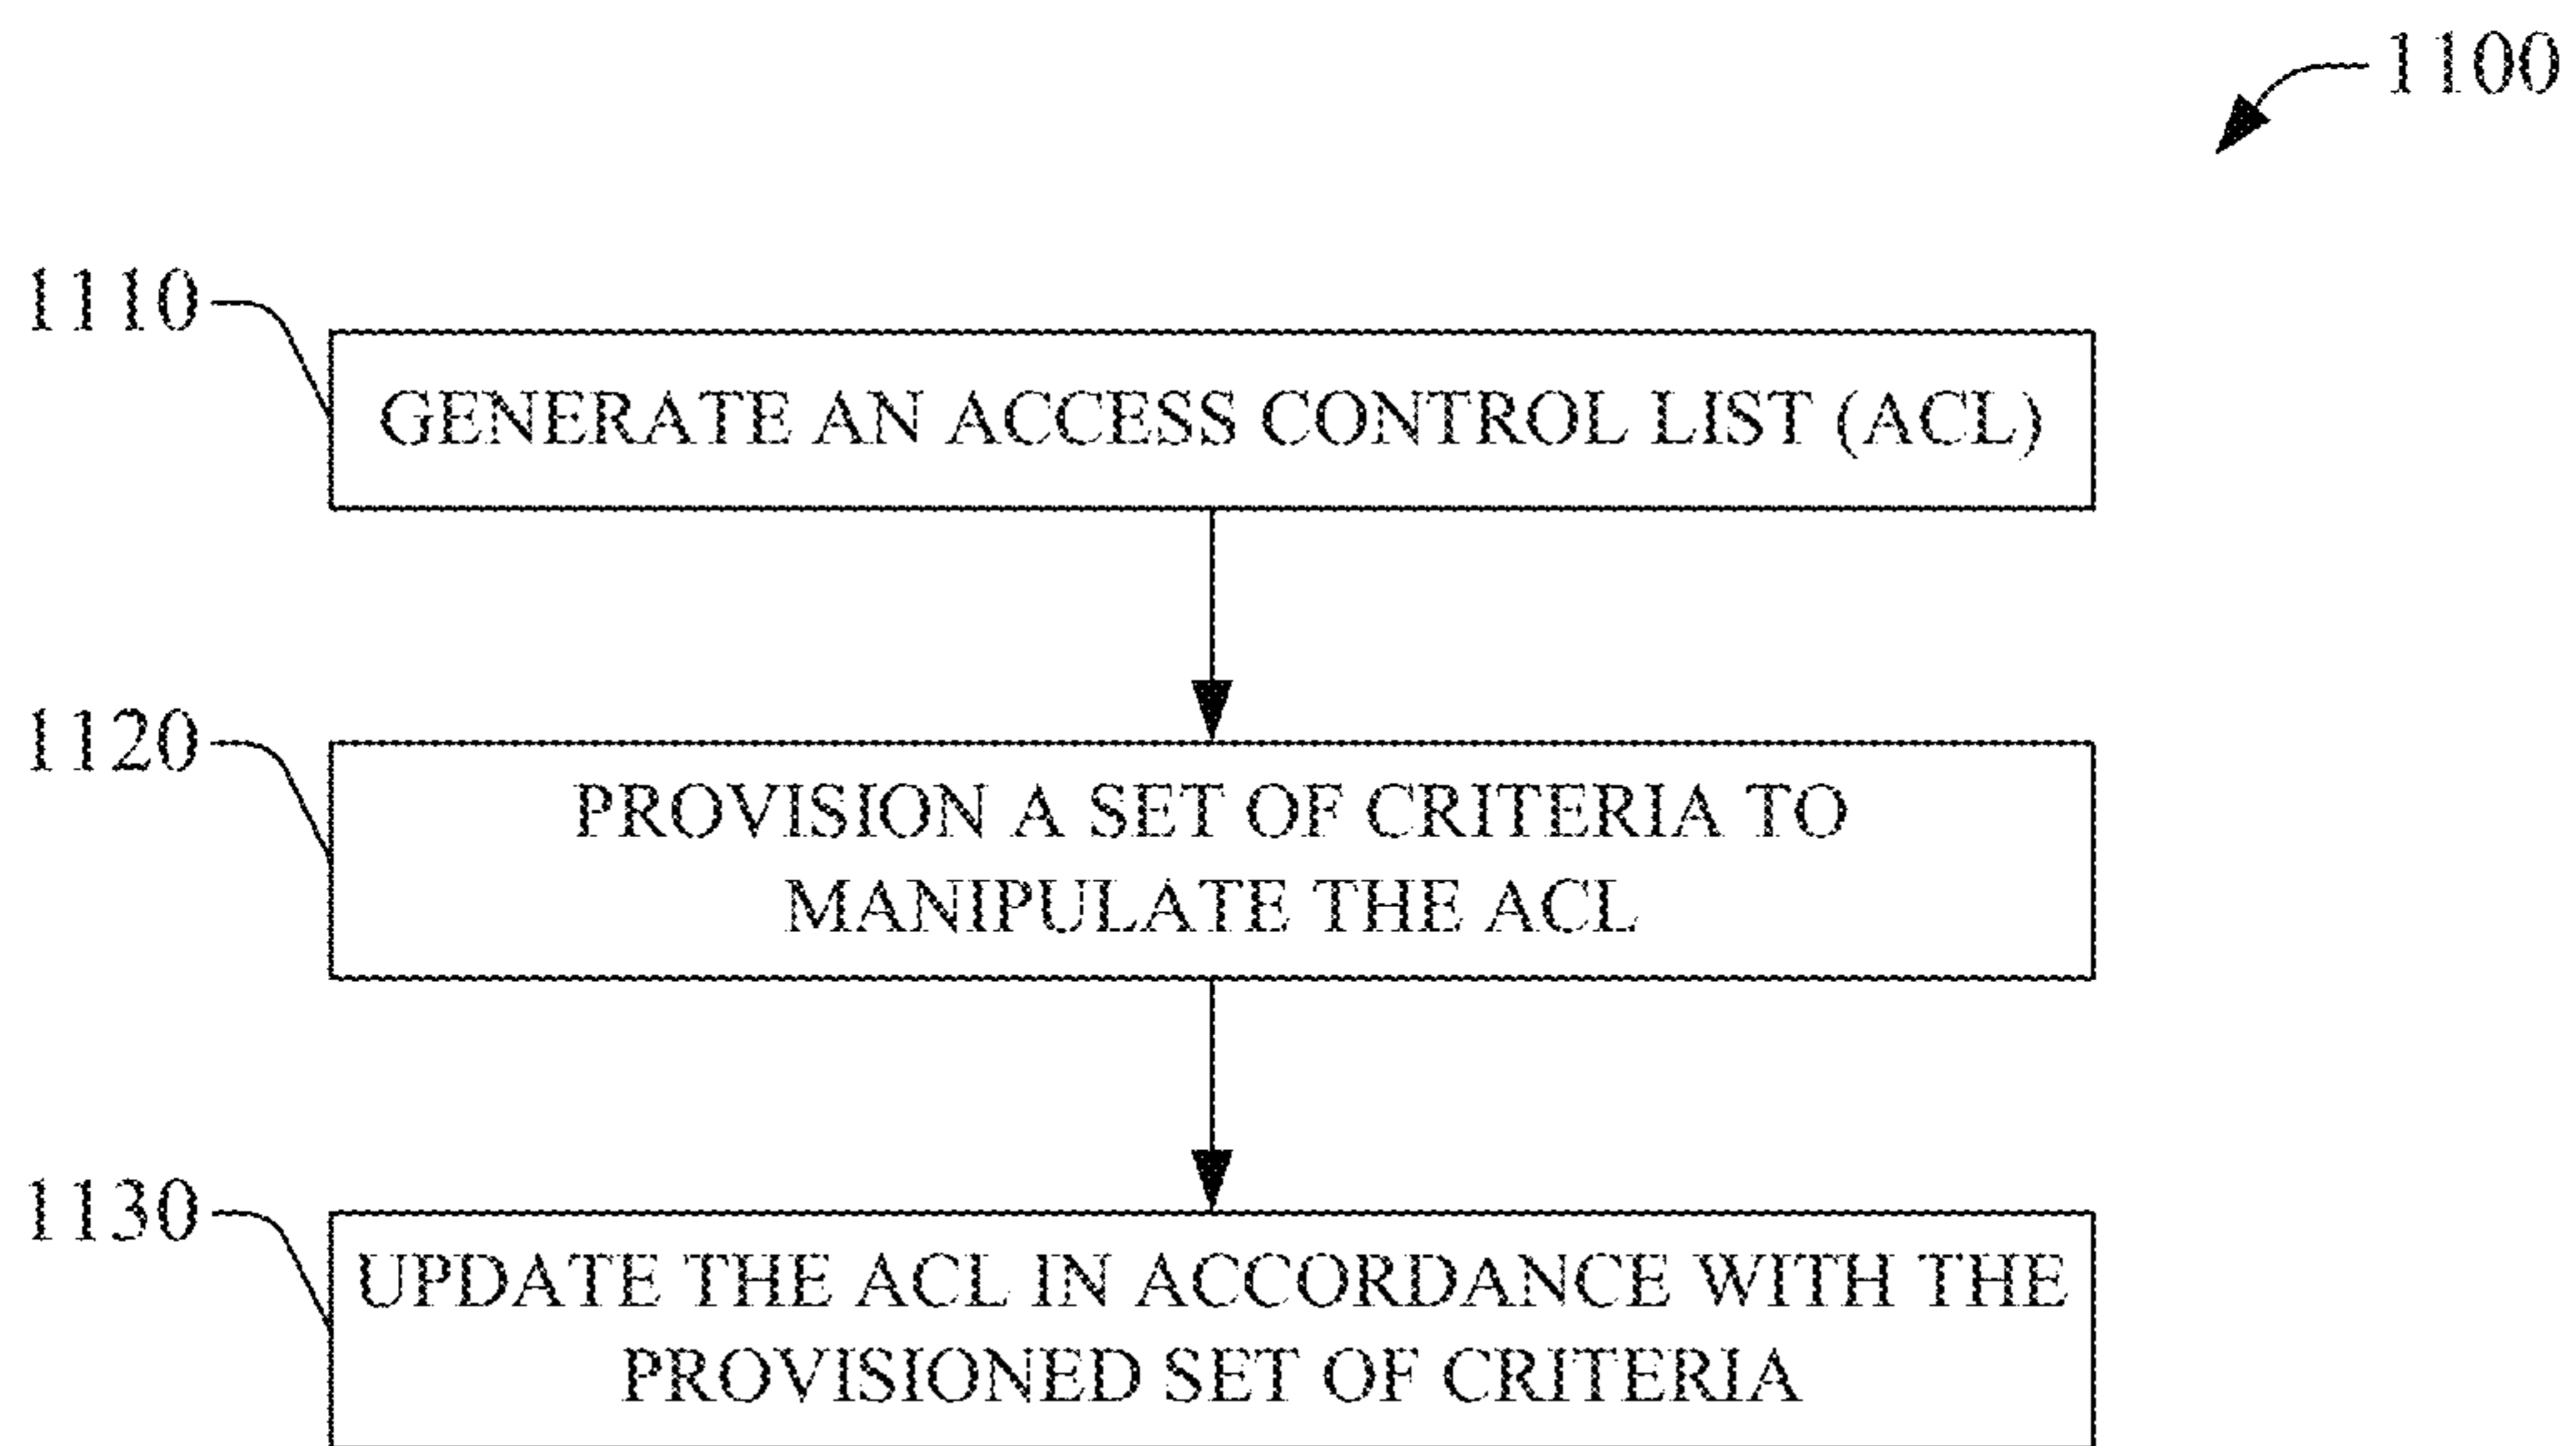 1100
1110
GENERATE AN ACCESS CONTROL LIST (ACL)
1120
PROVISION A SET OF CRITERIA TO
MANIPULATE THE ACL
1130
UPDATE THE ACL IN ACCORDANCE WITH THE
PROVISIONED SET OF CRITERIA